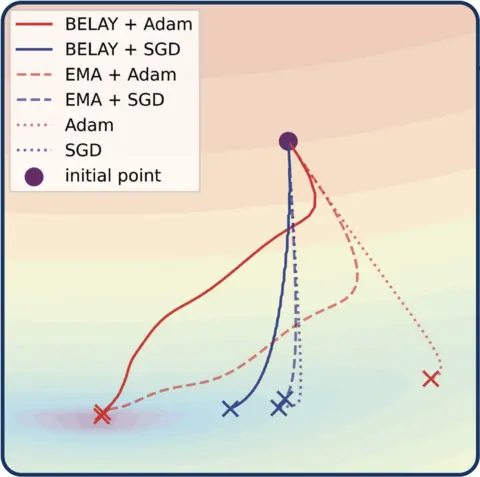 BELAY + Adam
BELAY + SGD
EMA + Adam
EMA + SGD
Adam
SGD
initial point